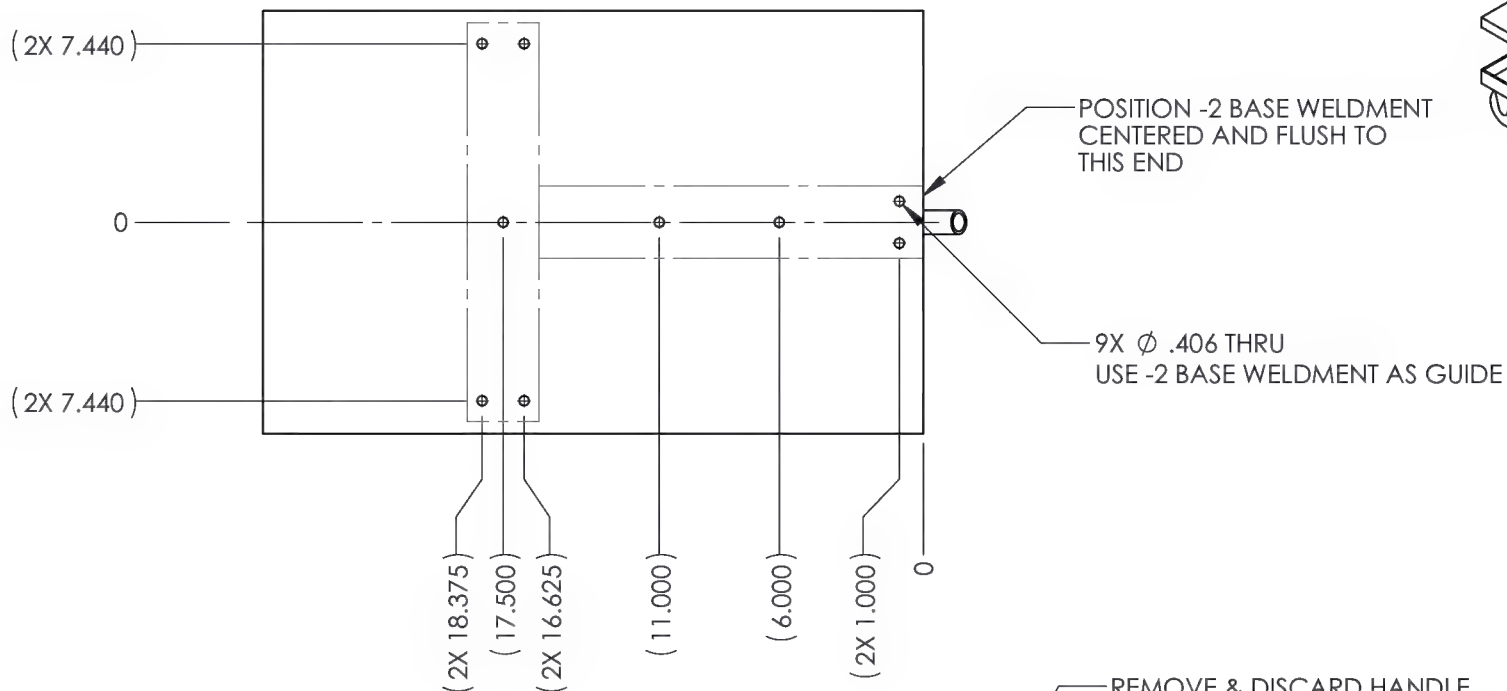 ( 2X 7.440 )
POSITION -2 BASE WELDMENT
CENTERED AND FLUSH TO
THIS END
0
9X Ø .406 THRU
USE -2 BASE WELDMENT AS GUIDE
( 2X 7.440 )
( 2X 18.375 )
( 17.500 )
( 2X 16.625 )
( 11.000 )
( 6.000 )
( 2X 1.000 )
0
REMOVE & DISCARD HANDLE